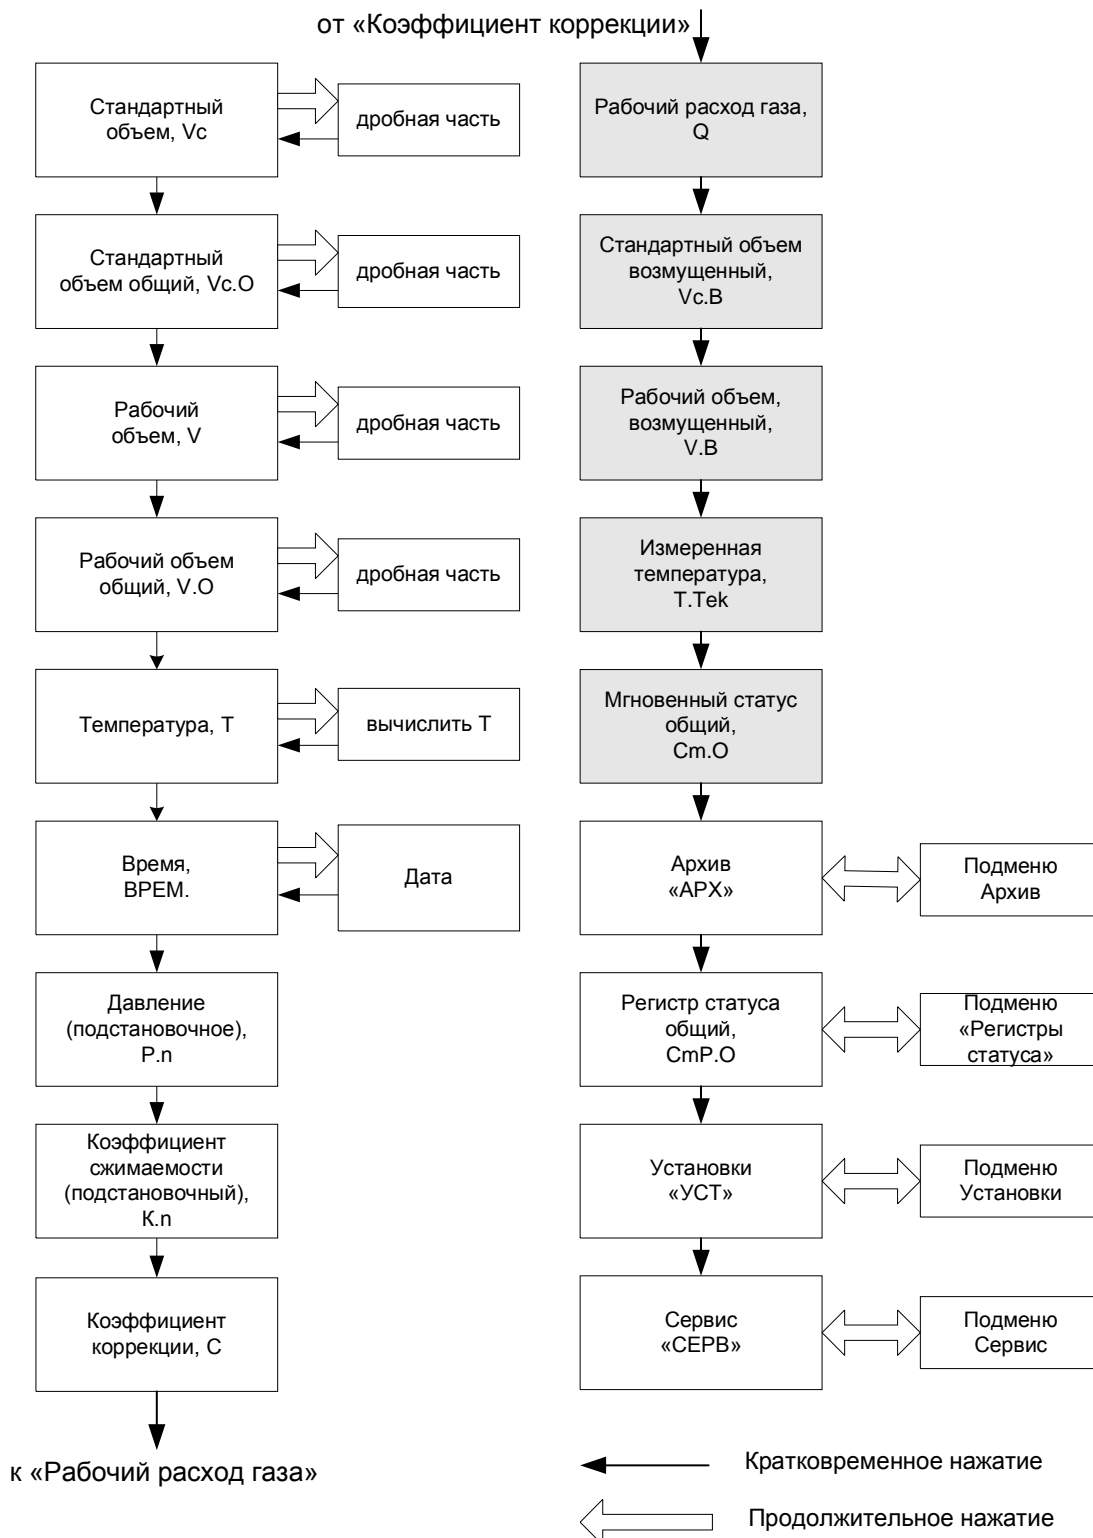 от «Коэффициент коррекции»
Стандартный
объем, Vc
дробная часть
Стандартный
объем общий, Vc.O
дробная часть
Рабочий
объем, V
дробная часть
Рабочий объем
общий, V.O
дробная часть
Температура, T
вычислить T
Время,
ВРЕМ.
Дата
Давление
(подстановочное),
P.n
Коэффициент
сжимаемости
(подстановочный),
K.n
Коэффициент
коррекции, C
к «Рабочий расход газа»
Рабочий расход газа,
Q
Стандартный объем
возмущенный,
Vc.B
Рабочий объем,
возмущенный,
V.B
Измеренная
температура,
T.Tek
Мгновенный статус
общий,
Cm.O
Архив
«АРХ»
Подменю
Архив
Регистр статуса
общий,
CmP.O
Подменю
«Регистры
статуса»
Установки
«УСТ»
Подменю
Установки
Сервис
«СЕРВ»
Подменю
Сервис
Кратковременное нажатие
Продолжительное нажатие